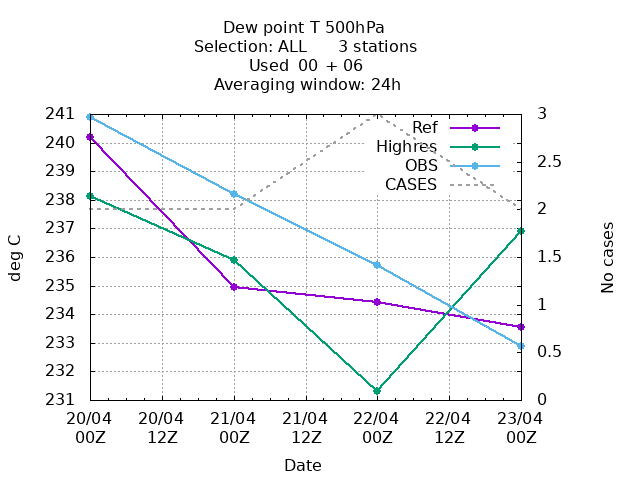 Dew point T 500hPa
Selection: ALL 3 stations
Used 00 + 06
Averaging window: 24h
241
240
239
238
237
236
235
234
233
232
231
deg C
3
2.5
2
1.5
1
0.5
0
No cases
Ref
Highres
OBS
CASES
20/04 20/04 21/04 21/04 22/04 22/04 23/04
00Z 12Z 00Z 12Z 00Z 12Z 00Z
Date